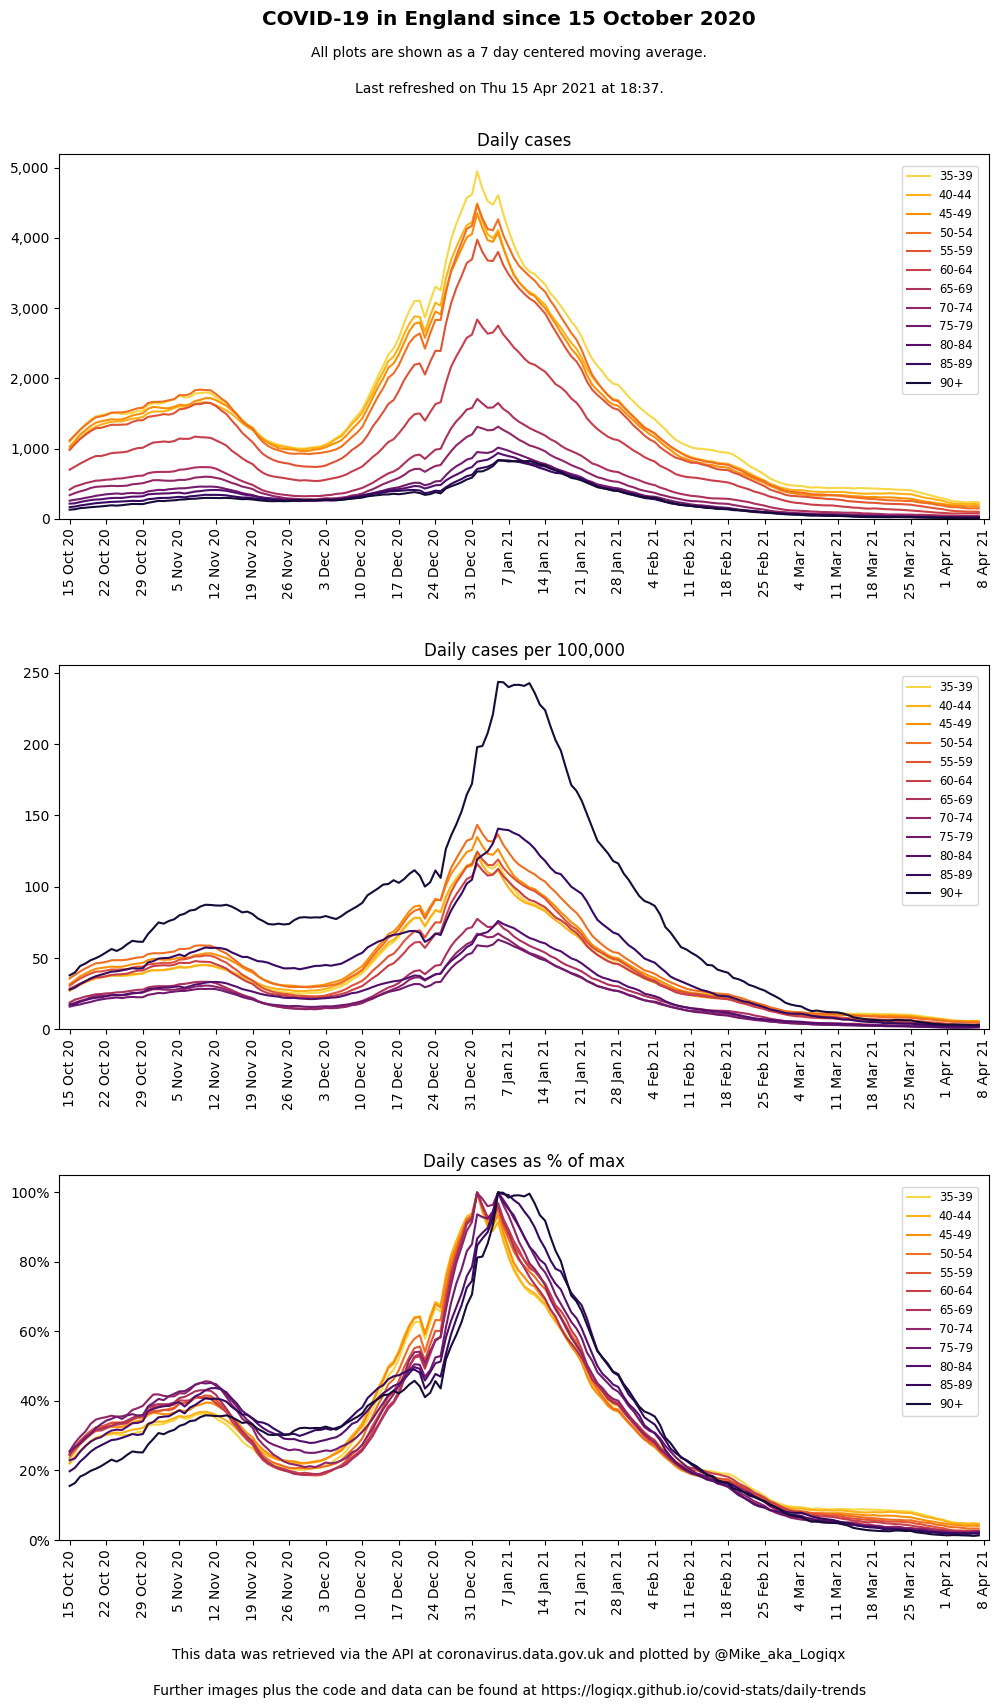 COVID-19 in England since 15 October 2020
All plots are shown as a 7 day centered moving average.
Last refreshed on Thu 15 Apr 2021 at 18:37.
Daily cases
5,000
4,000
3,000
2,000
1,000
0
35-39
40-44
45-49
50-54
55-59
60-64
65-69
70-74
75-79
80-84
85-89
90+
15 Oct 20
22 Oct 20
29 Oct 20
5 Nov 20
12 Nov 20
19 Nov 20
26 Nov 20
3 Dec 20
10 Dec 20
17 Dec 20
24 Dec 20
31 Dec 20
7 Jan 21
14 Jan 21
21 Jan 21
28 Jan 21
4 Feb 21
11 Feb 21
18 Feb 21
25 Feb 21
4 Mar 21
11 Mar 21
18 Mar 21
25 Mar 21
1 Apr 21
8 Apr 21
Daily cases per 100,000
250
200
150
100
50
0
35-39
40-44
45-49
50-54
55-59
60-64
65-69
70-74
75-79
80-84
85-89
90+
15 Oct 20
22 Oct 20
29 Oct 20
5 Nov 20
12 Nov 20
19 Nov 20
26 Nov 20
3 Dec 20
10 Dec 20
17 Dec 20
24 Dec 20
31 Dec 20
7 Jan 21
14 Jan 21
21 Jan 21
28 Jan 21
4 Feb 21
11 Feb 21
18 Feb 21
25 Feb 21
4 Mar 21
11 Mar 21
18 Mar 21
25 Mar 21
1 Apr 21
8 Apr 21
Daily cases as % of max
100%
80%
60%
40%
20%
0%
35-39
40-44
45-49
50-54
55-59
60-64
65-69
70-74
75-79
80-84
85-89
90+
15 Oct 20
22 Oct 20
29 Oct 20
5 Nov 20
12 Nov 20
19 Nov 20
26 Nov 20
3 Dec 20
10 Dec 20
17 Dec 20
24 Dec 20
31 Dec 20
7 Jan 21
14 Jan 21
21 Jan 21
28 Jan 21
4 Feb 21
11 Feb 21
18 Feb 21
25 Feb 21
4 Mar 21
11 Mar 21
18 Mar 21
25 Mar 21
1 Apr 21
8 Apr 21
This data was retrieved via the API at coronavirus.data.gov.uk and plotted by @Mike_aka_Logiqx
Further images plus the code and data can be found at https://logiqx.github.io/covid-stats/daily-trends